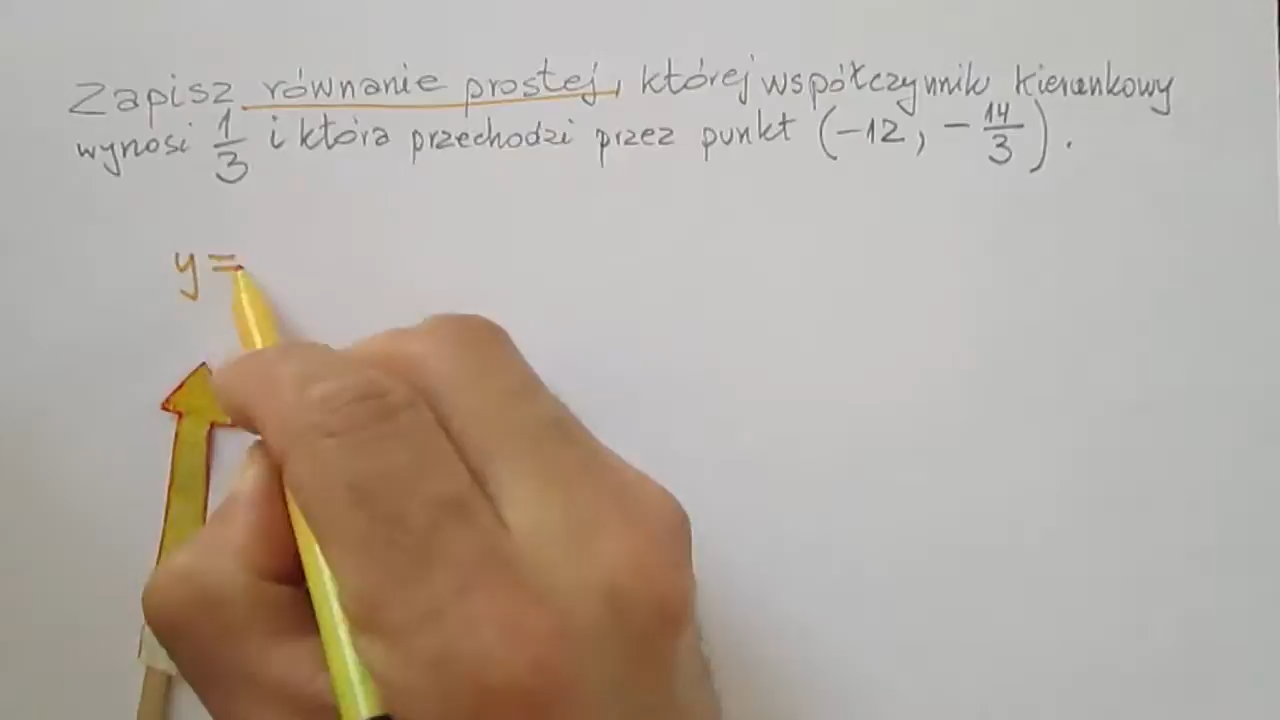 Zapisz równanie prostej, której współczynnik kierunkowy
wynosi 1/3 i która przechodzi przez punkt (-12, -14/3).
y =